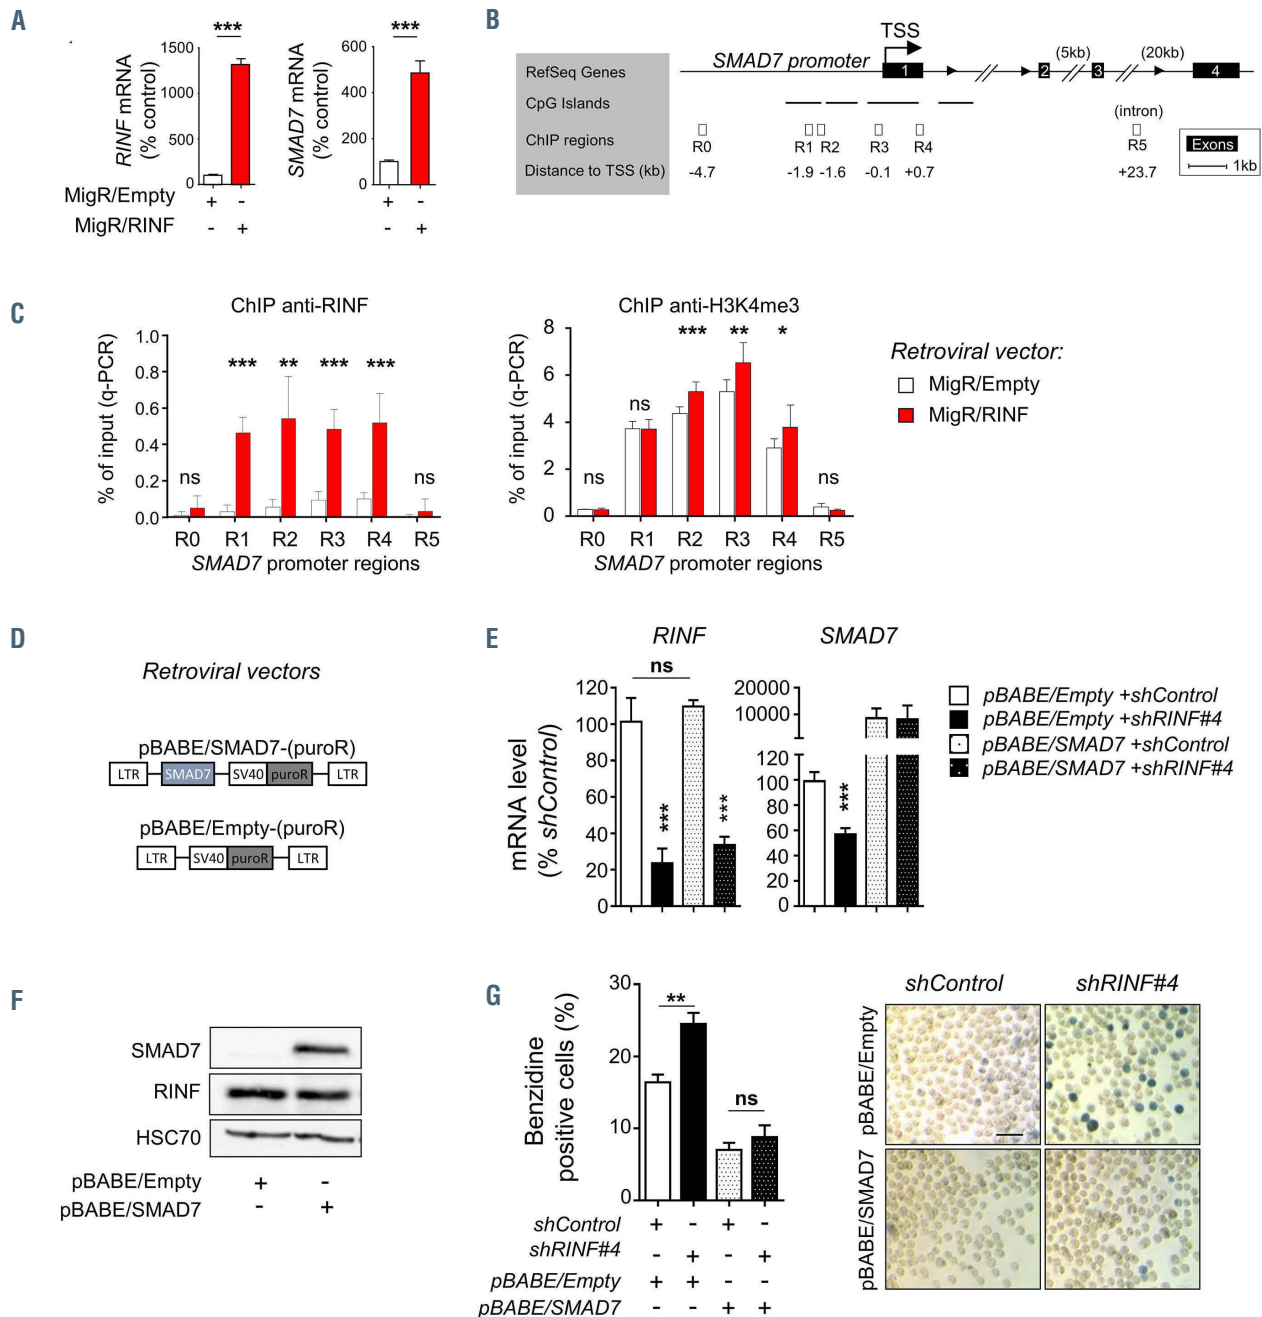 A
RINF mRNA
(% control)
1500
1000
500
0
***
SMAD7 mRNA
(% control)
600
400
200
0
***
MigR/Empty + - + -
MigR/RINF - + - +
B
RefSeq Genes
CpG Islands
ChIP regions
Distance to TSS (kb)
SMAD7 promoter
TSS
1
2
(5kb)
3
(20kb)
4
(intron)
R0 R1 R2 R3 R4 R5
-4.7 -1.9 -1.6 -0.1 +0.7 +23.7
Exons
1kb
C
ChIP anti-RINF
% of input (q-PCR)
1.0
0.8
0.6
0.4
0.2
0.0
ns *** ** *** *** ns
R0 R1 R2 R3 R4 R5
SMAD7 promoter regions
ChIP anti-H3K4me3
% of input (q-PCR)
8
6
4
2
0
ns ns *** ** * ns
R0 R1 R2 R3 R4 R5
SMAD7 promoter regions
Retroviral vector:
MigR/Empty
MigR/RINF
D
Retroviral vectors
pBABE/SMAD7-(puroR)
LTR SMAD7 SV40 puroR LTR
pBABE/Empty-(puroR)
LTR SV40 puroR LTR
E
mRNA level
(% shControl)
RINF
120
100
80
60
40
20
0
ns
***
***
SMAD7
20000
10000
120
100
80
60
40
20
0
***
pBABE/Empty +shControl
pBABE/Empty +shRINF#4
pBABE/SMAD7 +shControl
pBABE/SMAD7 +shRINF#4
F
SMAD7
RINF
HSC70
pBABE/Empty + -
pBABE/SMAD7 - +
G
Benzidine
positive cells (%)
30
20
10
0
**
ns
shControl + - + -
shRINF#4 - + - +
pBABE/Empty + + - -
pBABE/SMAD7 - - + +
shControl shRINF#4
pBABE/Empty
pBABE/SMAD7